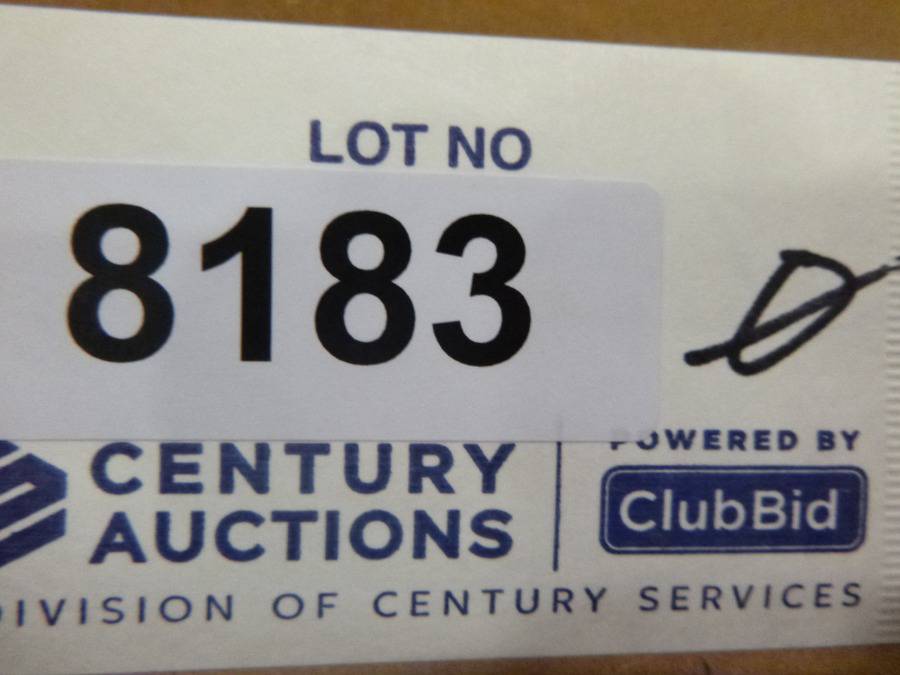 LOT NO
8183
CENTURY
AUCTIONS
POWERED BY
ClubBid
DIVISION OF CENTURY SERVICES